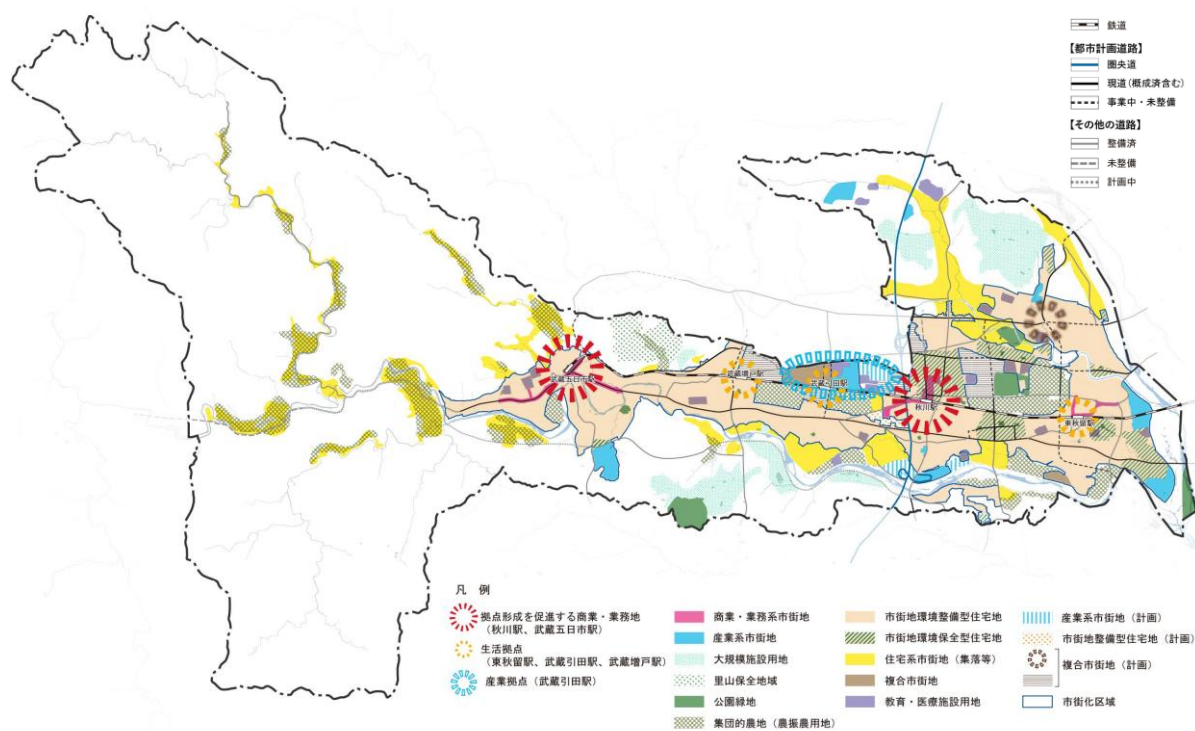 鉄道
【都市計画道路】
圏央道
現道(概成済含む)
事業中・未整備
【その他の道路】
整備済
未整備
計画中
武蔵五日市駅
武蔵増戸駅
武蔵引田駅
秋川駅
東秋留駅
凡 例
拠点形成を促進する商業・業務地
(秋川駅、武蔵五日市駅)
生活拠点
(東秋留駅、武蔵引田駅、武蔵増戸駅)
産業拠点(武蔵引田駅)
商業・業務系市街地
産業系市街地
大規模施設用地
里山保全地域
公園緑地
集団的農地(農振農用地)
市街地環境整備型住宅地
市街地環境保全型住宅地
住宅系市街地(集落等)
複合市街地
教育・医療施設用地
産業系市街地(計画)
市街地整備型住宅地(計画)
複合市街地(計画)
市街化区域